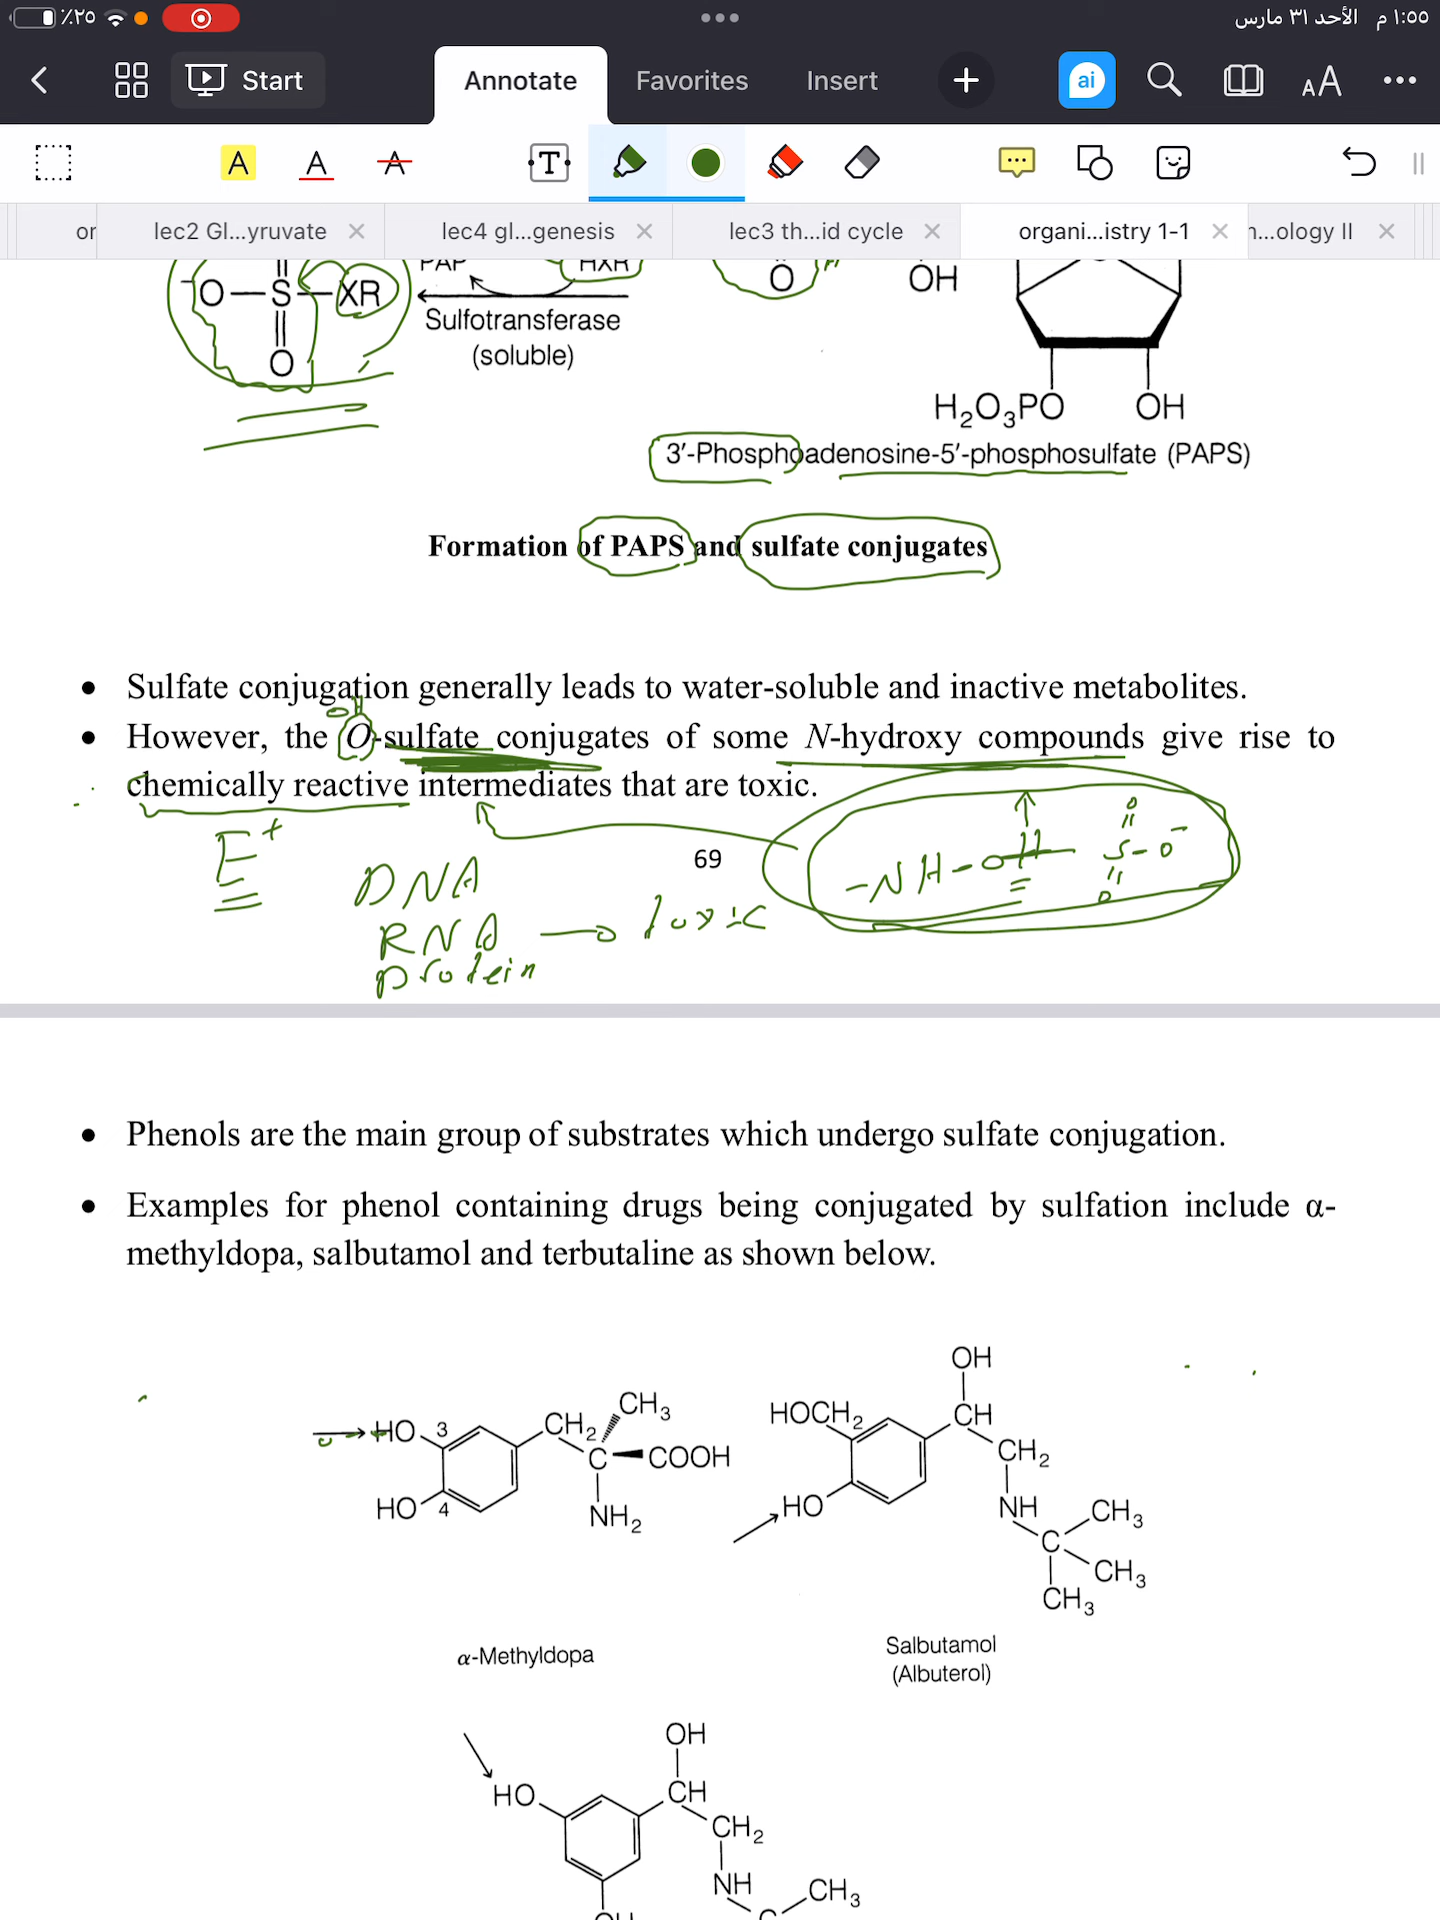 ٪٢٥
١:٥٥ م الأحد ٣١ مارس
Start
Annotate
Favorites
Insert
ai
AA
A A A T
or
lec2 Gl...yruvate
lec4 gl...genesis
lec3 th...id cycle
organi...istry 1-1
n...ology II
PAP HXR
⁻O—S—XR
O
Sulfotransferase
(soluble)
O
OH
H₂O₃PO OH
3′-Phosphoadenosine-5′-phosphosulfate (PAPS)
Formation of PAPS and sulfate conjugates
• Sulfate conjugation generally leads to water-soluble and inactive metabolites.
OH
• However, the O-sulfate conjugates of some N-hydroxy compounds give rise to
chemically reactive intermediates that are toxic.
E⁺
69
-NH-OH
O
S-O⁻
O
DNA
RNA → toxic
protein
• Phenols are the main group of substrates which undergo sulfate conjugation.
• Examples for phenol containing drugs being conjugated by sulfation include α-
methyldopa, salbutamol and terbutaline as shown below.
HO 3
HO 4
CH₂
CH₃
C COOH
NH₂
α-Methyldopa
OH
HOCH₂
CH
CH₂
HO
NH
CH₃
C
CH₃
CH₃
Salbutamol
(Albuterol)
OH
HO
CH
CH₂
NH
CH₃
C
OH